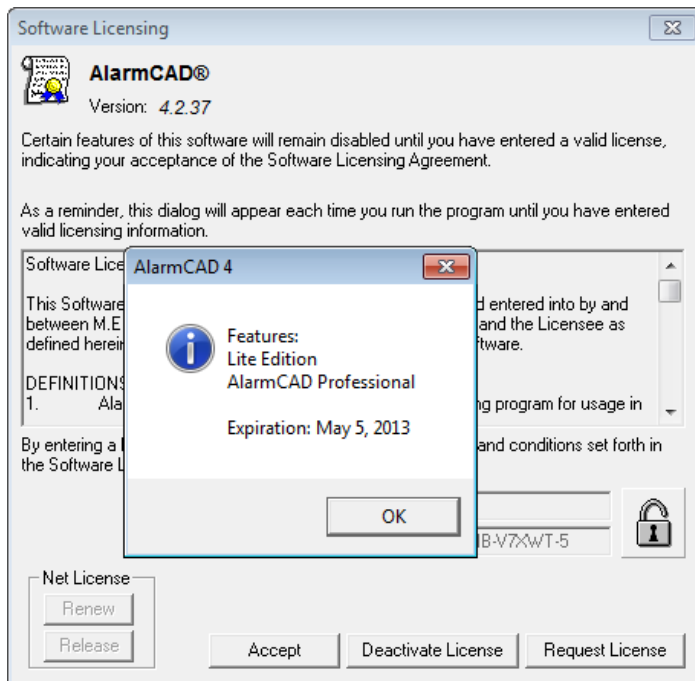 Software Licensing
AlarmCAD®
Version: 4.2.37
Certain features of this software will remain disabled until you have entered a valid license,
indicating your acceptance of the Software Licensing Agreement.
As a reminder, this dialog will appear each time you run the program until you have entered
valid licensing information.
Software Lice
This Software d entered into by and
between M.E and the Licensee as
defined herein ftware.
DEFINITIONS
1. Ala ng program for usage in
AlarmCAD 4
Features:
Lite Edition
AlarmCAD Professional
Expiration: May 5, 2013
OK
By entering a and conditions set forth in
the Software L
IB-V7XWT-5
Net License
Renew
Release
Accept
Deactivate License
Request License